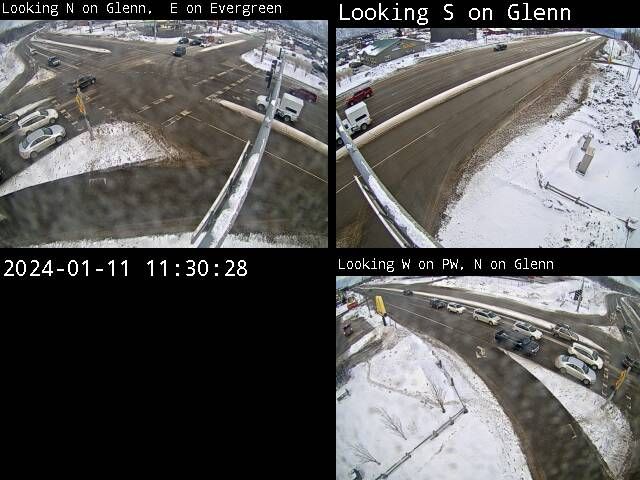 Looking N on Glenn,  E on Evergreen
Looking S on Glenn
2024-01-11 11:30:28
Looking W on PW, N on Glenn